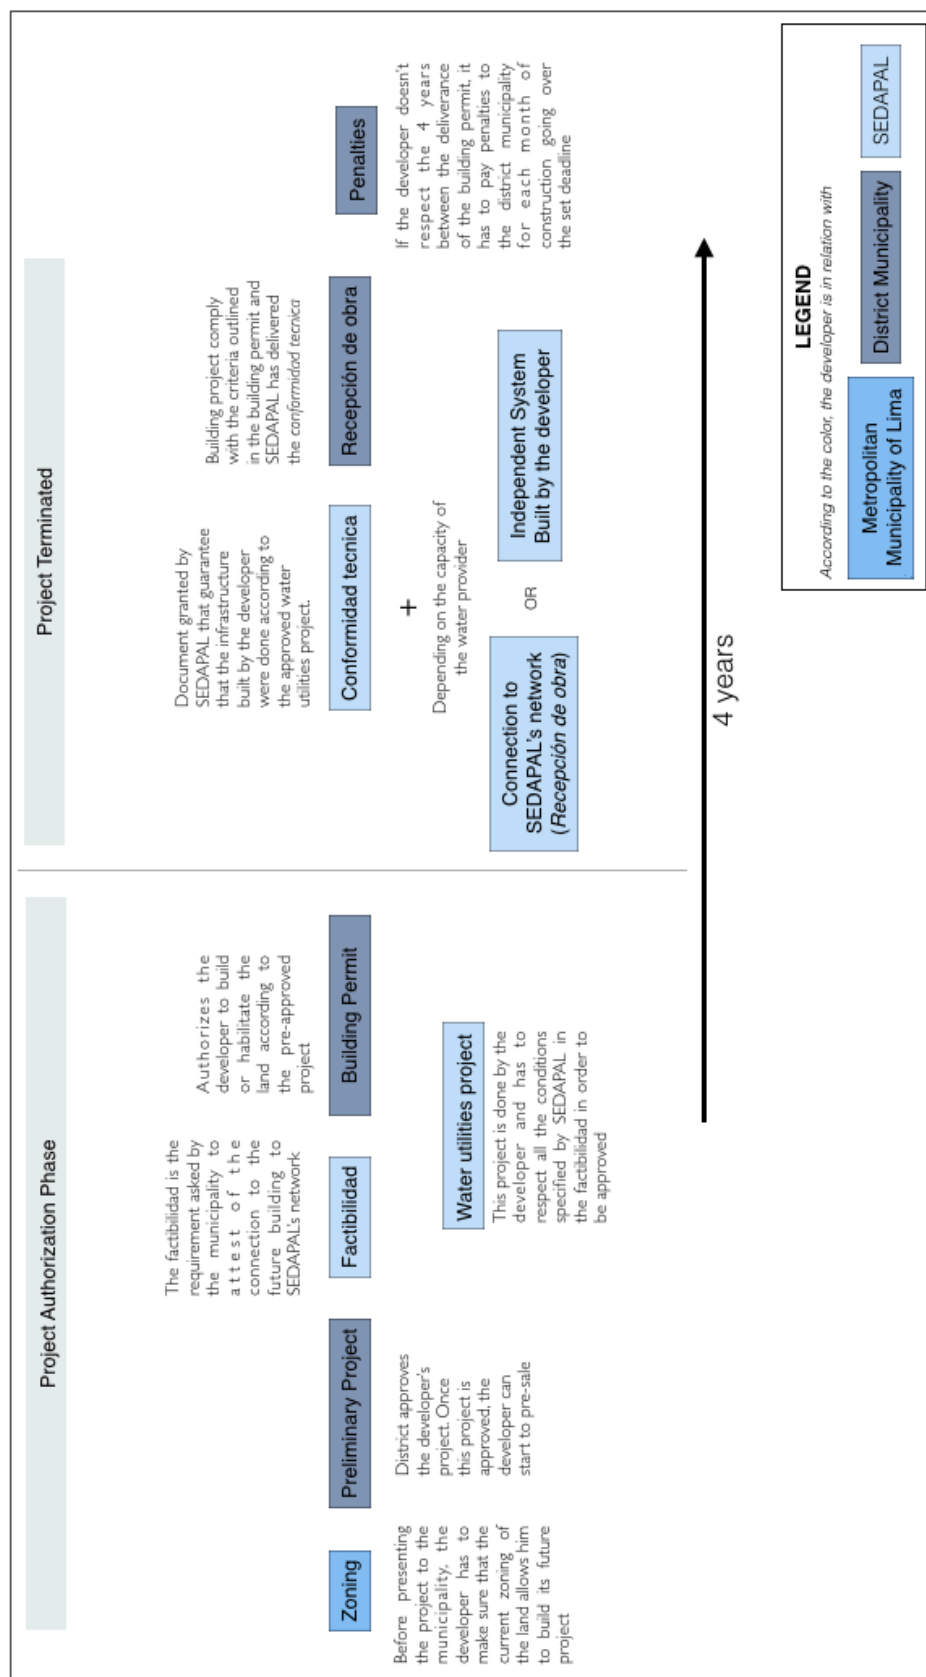 Project Authorization Phase
Project Terminated
The factibilidad is the
requirement asked by
the municipality to
attest of the
connection to the
future building to
SEDAPAL's network
Authorizes the
developer to build
or habilitate the
land according to
the pre-approved
project
Document granted by
SEDAPAL that guarantee
that the infrastructure
built by the developer
were done according to
the approved water
utilities project.
Building project comply
with the criteria outlined
in the building permit and
SEDAPAL has delivered
the conformidad tecnica
Zoning
Preliminary Project
Factibilidad
Building Permit
Conformidad tecnica
Recepción de obra
Penalties
Before presenting
the project to the
municipality, the
developer has to
make sure that the
current zoning of
the land allows him
to build its future
project
District approves
the developer's
project. Once
this project is
approved, the
developer can
start to pre-sale
Water utilities project
This project is done by the
developer and has to
respect all the conditions
specified by SEDAPAL in
the factibilidad in order to
be approved
+
Depending on the capacity of
the water provider
Connection to
SEDAPAL's network
(Recepción de obra)
OR
Independent System
Built by the developer
If the developer doesn't
respect the 4 years
between the deliverance
of the building permit, it
has to pay penalties to
the district municipality
for each month of
construction going over
the set deadline
4 years
LEGEND
According to the color, the developer is in relation with
Metropolitan
Municipality of Lima
District Municipality
SEDAPAL